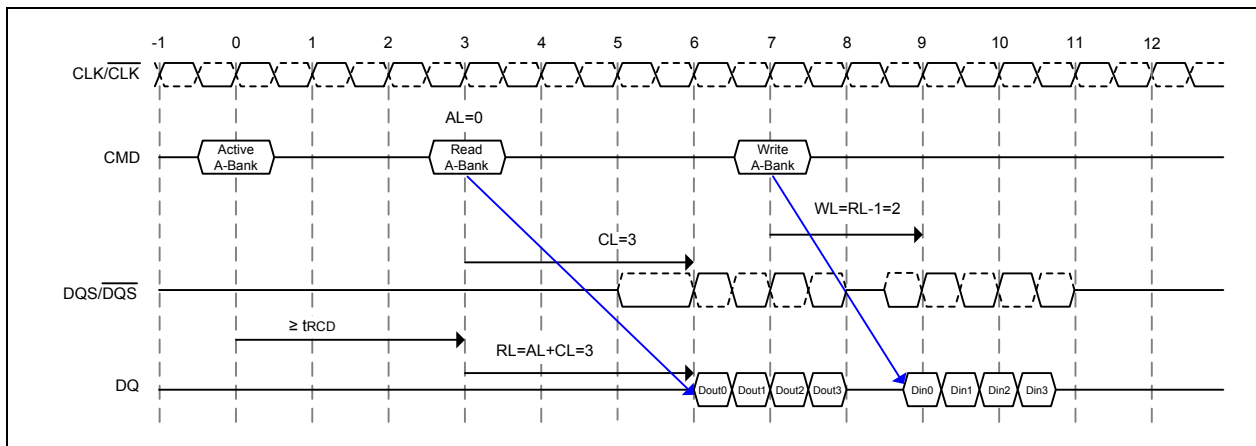 -1 0 1 2 3 4 5 6 7 8 9 10 11 12
CLK/CLK
AL=0
CMD
Active
A-Bank
Read
A-Bank
Write
A-Bank
WL=RL-1=2
CL=3
DQS/DQS
≥ tRCD
RL=AL+CL=3
DQ
Dout0 Dout1 Dout2 Dout3 Din0 Din1 Din2 Din3